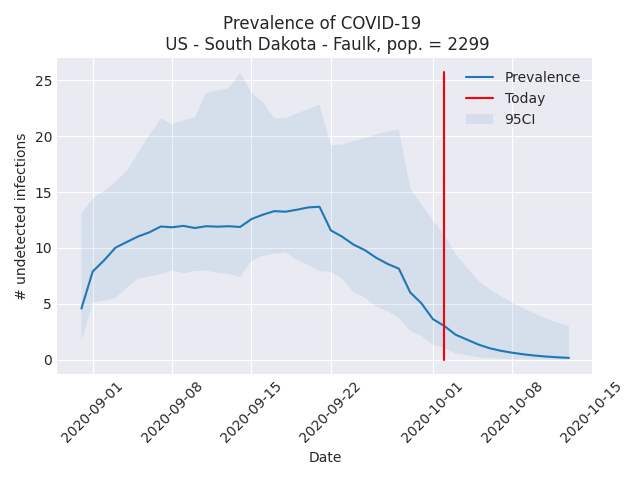 Prevalence of COVID-19
US - South Dakota - Faulk, pop. = 2299
Prevalence
Today
95CI
# undetected infections
25
20
15
10
5
0
2020-09-01
2020-09-08
2020-09-15
2020-09-22
2020-10-01
2020-10-08
2020-10-15
Date